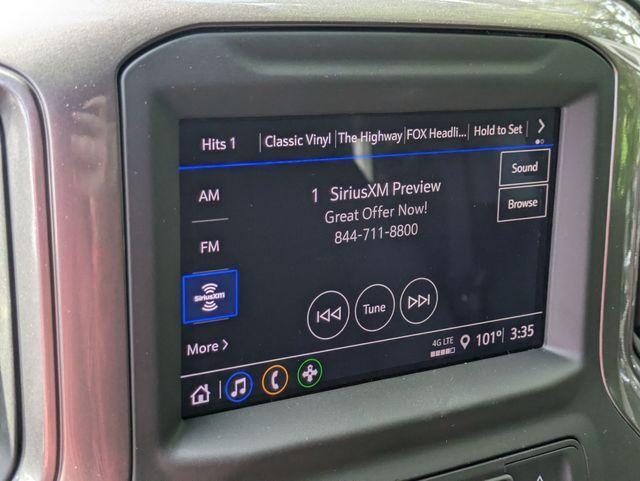 Hits 1 Classic Vinyl The Highway FOX Headli... Hold to Set
AM
1 SiriusXM Preview
Sound
Great Offer Now!
Browse
844-711-8800
FM
SiriusXM
Tune
More
4G LTE 101° 3:35